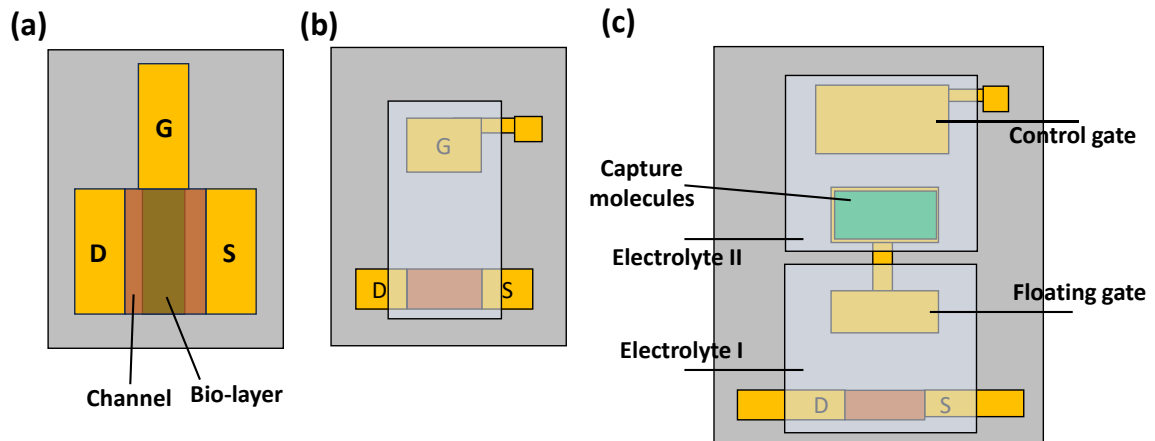 (a)
G
D
S
Channel
Bio-layer
(b)
G
D
S
(c)
Control gate
Capture
molecules
Electrolyte II
Floating gate
Electrolyte I
D
S